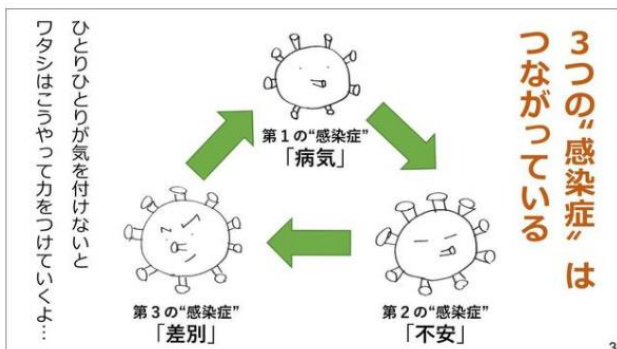 3つの“感染症”は
つながっている
第1の“感染症”
「病気」
第2の“感染症”
「不安」
第3の“感染症”
「差別」
ひとりひとりが気を付けないと
ワタシはこうやって力をつけていくよ…
3